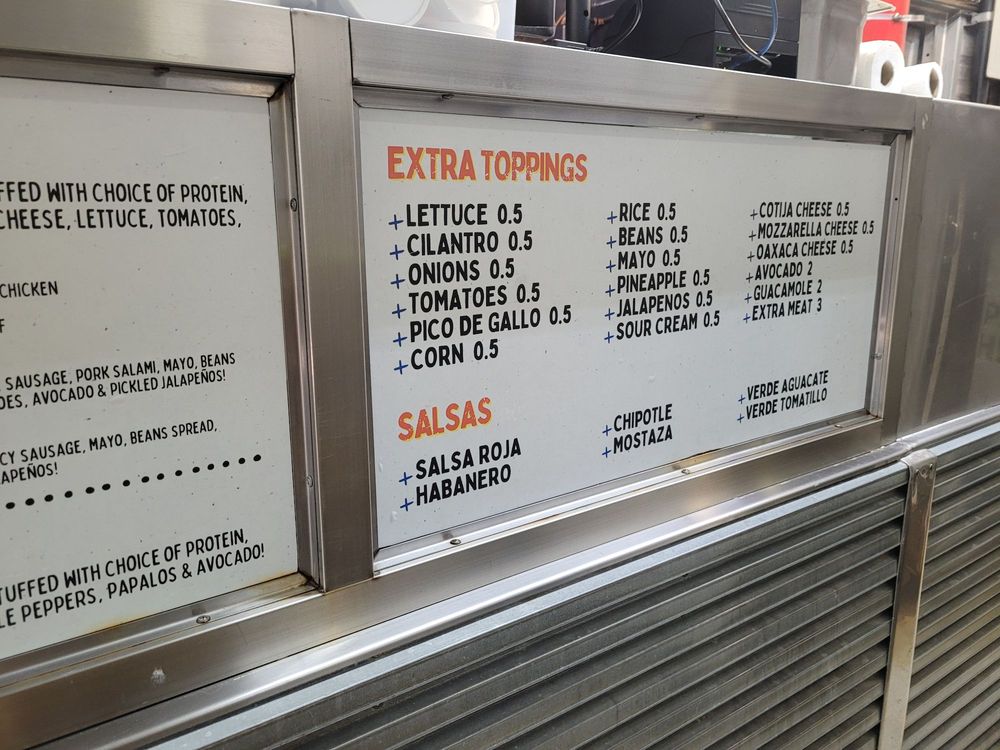 FFED WITH CHOICE OF PROTEIN,
CHEESE, LETTUCE, TOMATOES,
CHICKEN
F
SAUSAGE, PORK SALAMI, MAYO, BEANS
OES, AVOCADO & PICKLED JALAPEÑOS!
CY SAUSAGE, MAYO, BEANS SPREAD,
APEÑOS!
TUFFED WITH CHOICE OF PROTEIN,
LE PEPPERS, PAPALOS & AVOCADO!
EXTRA TOPPINGS
+LETTUCE 0.5
+CILANTRO 0.5
+ONIONS 0.5
+TOMATOES 0.5
+PICO DE GALLO 0.5
+CORN 0.5
+RICE 0.5
+BEANS 0.5
+MAYO 0.5
+PINEAPPLE 0.5
+JALAPENOS 0.5
+SOUR CREAM 0.5
+COTIJA CHEESE 0.5
+MOZZARELLA CHEESE 0.5
+OAXACA CHEESE 0.5
+AVOCADO 2
+GUACAMOLE 2
+EXTRA MEAT 3
SALSAS
+SALSA ROJA
+HABANERO
+CHIPOTLE
+MOSTAZA
+VERDE AGUACATE
+VERDE TOMATILLO